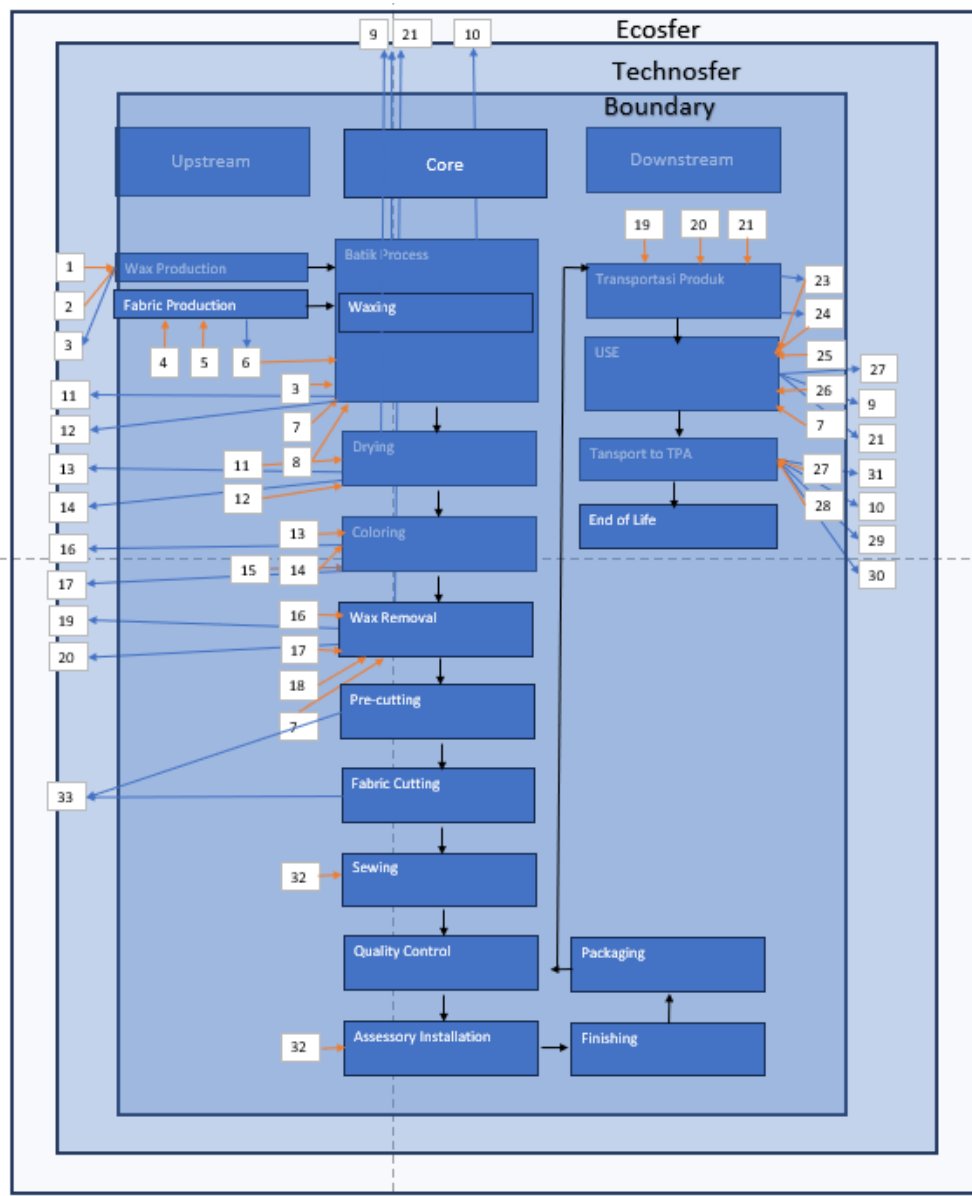 9
21
10
Ecosfer
Technosfer
Boundary
Upstream
Core
Downstream
19
20
21
1
Wax Production
Batik Process
Transportasi Produk
23
2
Fabric Production
Waxing
24
3
4
5
6
USE
25
27
11
3
26
9
12
7
7
21
13
11
8
Drying
Tansport to TPA
27
31
14
12
28
10
16
13
Coloring
End of Life
29
17
15
14
30
19
16
Wax Removal
20
17
18
7
Pre-cutting
33
Fabric Cutting
32
Sewing
Quality Control
Packaging
32
Assessory Installation
Finishing